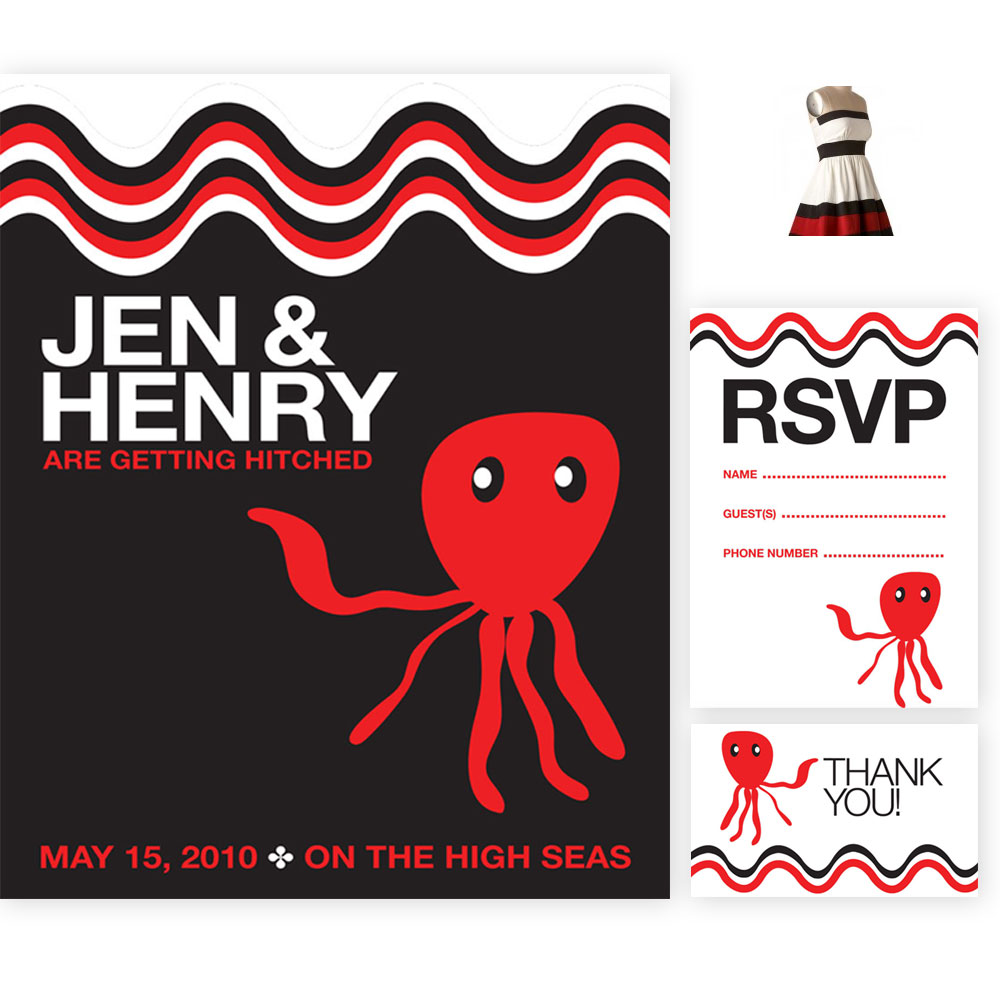 JEN &
HENRY
ARE GETTING HITCHED
MAY 15, 2010 ✤ ON THE HIGH SEAS
RSVP
NAME ................................................
GUEST(S) ...........................................
PHONE NUMBER ................................
THANK
YOU!